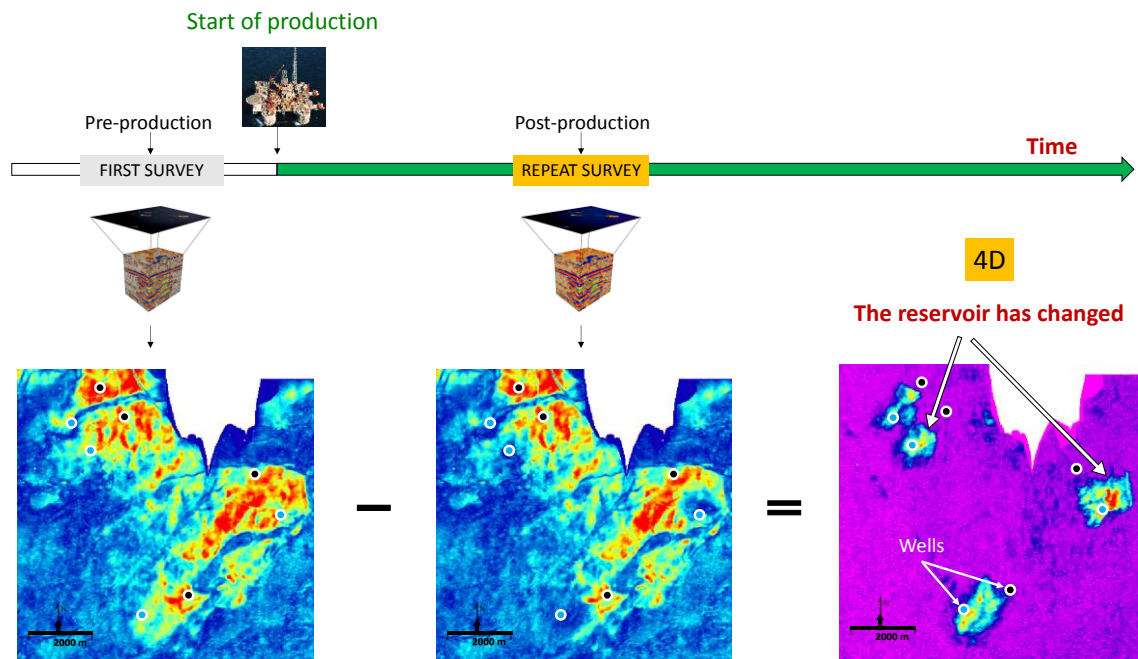 Start of production
Pre-production
Post-production
Time
FIRST SURVEY
REPEAT SURVEY
4D
The reservoir has changed
Wells
2000 m
2000 m
2000 m